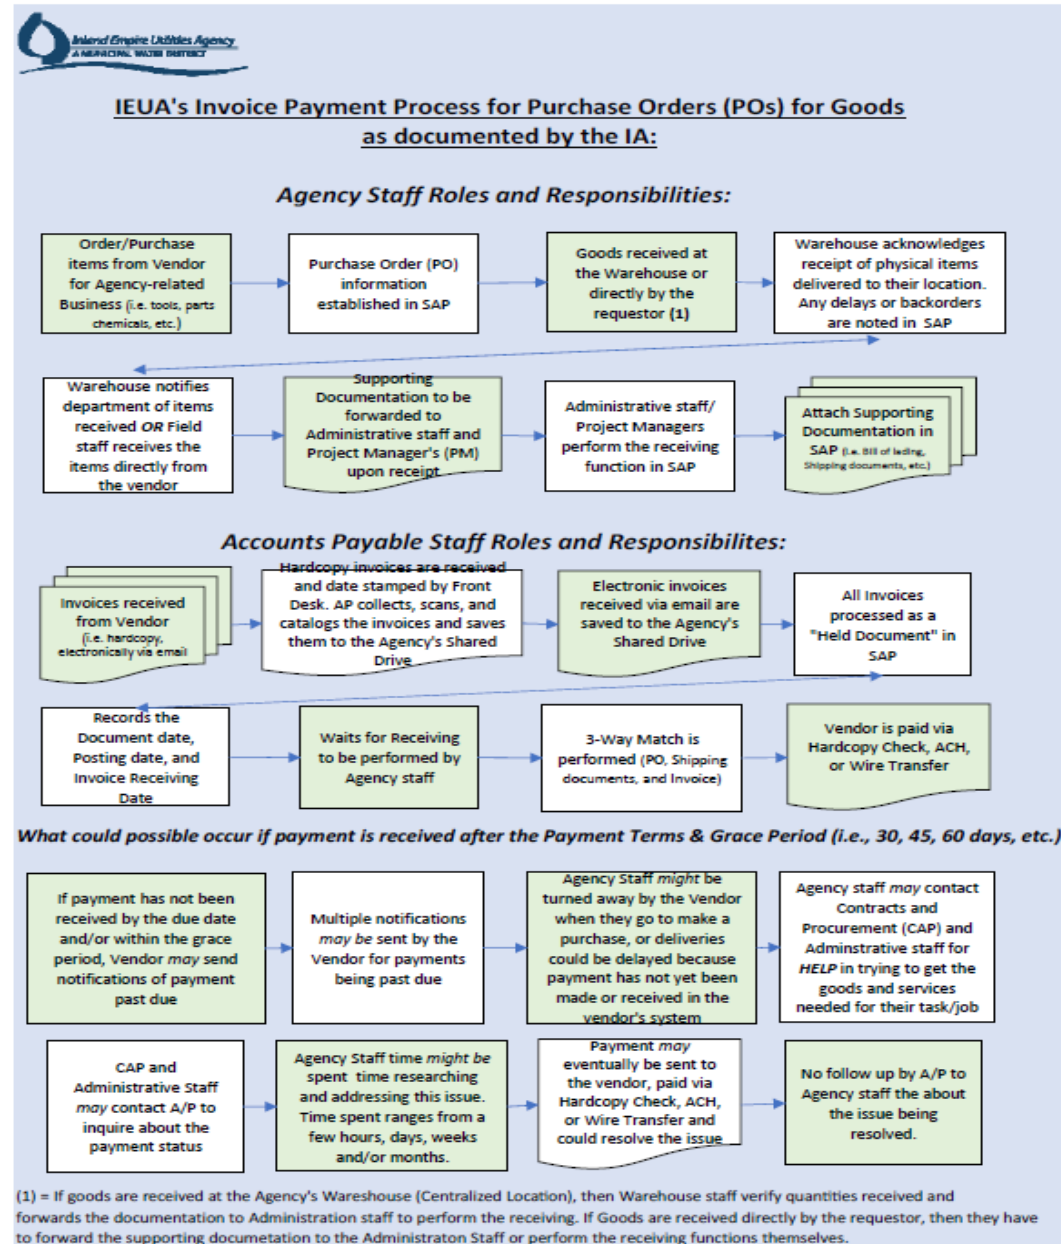 Inland Empire Utilities Agency
A MUNICIPAL WATER DISTRICT
IEUA's Invoice Payment Process for Purchase Orders (POs) for Goods
as documented by the IA:
Agency Staff Roles and Responsibilities:
Order/Purchase
items from Vendor
for Agency-related
Business (i.e. tools, parts
chemicals, etc.)
Purchase Order (PO)
information
established in SAP
Goods received at
the Warehouse or
directly by the
requestor (1)
Warehouse acknowledges
receipt of physical items
delivered to their location.
Any delays or backorders
are noted in SAP
Warehouse notifies
department of items
received OR Field
staff receives the
items directly from
the vendor
Supporting
Documentation to be
forwarded to
Administrative staff and
Project Manager's (PM)
upon receipt
Administrative staff/
Project Managers
perform the receiving
function in SAP
Attach Supporting
Documentation in
SAP (i.e. Bill of lading,
Shipping documents, etc.)
Accounts Payable Staff Roles and Responsibilites:
Invoices received
from Vendor
(i.e. hardcopy,
electronically via email
Hardcopy invoices are received
and date stamped by Front
Desk. AP collects, scans, and
catalogs the invoices and saves
them to the Agency's Shared
Drive
Electronic invoices
received via email are
saved to the Agency's
Shared Drive
All Invoices
processed as a
"Held Document" in
SAP
Records the
Document date,
Posting date, and
Invoice Receiving
Date
Waits for Receiving
to be performed by
Agency staff
3-Way Match is
performed (PO, Shipping
documents, and Invoice)
Vendor is paid via
Hardcopy Check, ACH,
or Wire Transfer
What could possible occur if payment is received after the Payment Terms & Grace Period (i.e., 30, 45, 60 days, etc.)
If payment has not been
received by the due date
and/or within the grace
period, Vendor may send
notifications of payment
past due
Multiple notifications
may be sent by the
Vendor for payments
being past due
Agency Staff might be
turned away by the Vendor
when they go to make a
purchase, or deliveries
could be delayed because
payment has not yet been
made or received in the
vendor's system
Agency staff may contact
Contracts and
Procurement (CAP) and
Adminstrative staff for
HELP in trying to get the
goods and services
needed for their task/job
CAP and
Administrative Staff
may contact A/P to
inquire about the
payment status
Agency Staff time might be
spent time researching
and addressing this issue.
Time spent ranges from a
few hours, days, weeks
and/or months.
Payment may
eventually be sent to
the vendor, paid via
Hardcopy Check, ACH,
or Wire Transfer and
could resolve the issue
No follow up by A/P to
Agency staff the about
the issue being
resolved.
(1) = If goods are received at the Agency's Wareshouse (Centralized Location), then Warehouse staff verify quantities received and
forwards the documentation to Administration staff to perform the receiving. If Goods are received directly by the requestor, then they have
to forward the supporting documetation to the Administraton Staff or perform the receiving functions themselves.